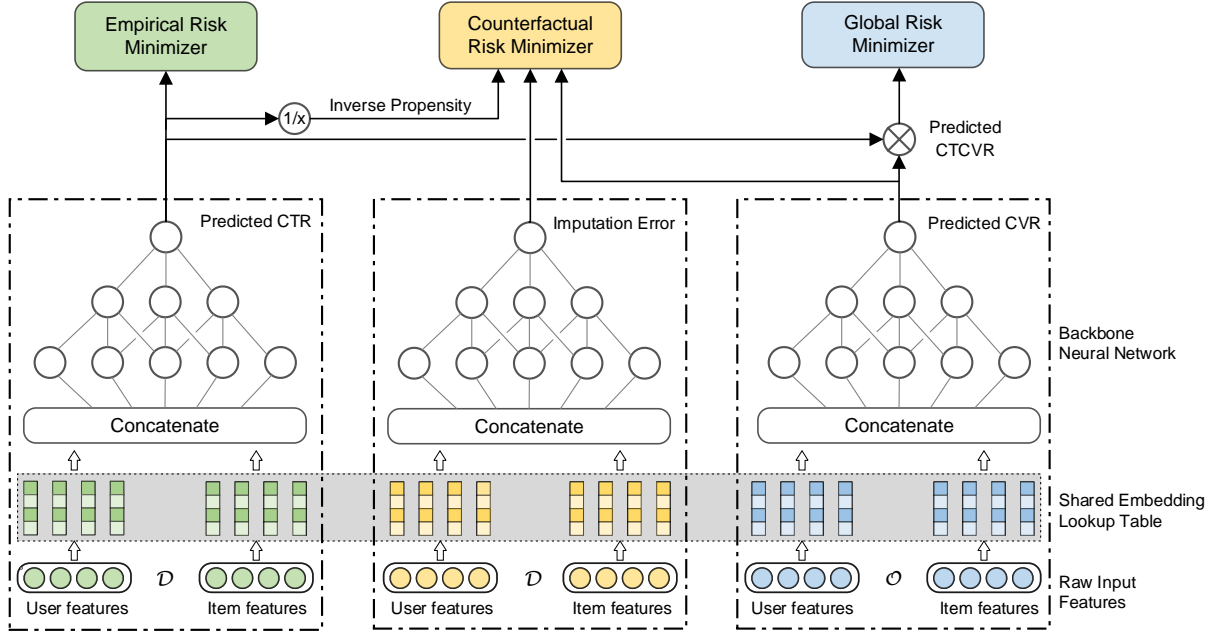 Empirical Risk
Minimizer
Counterfactual
Risk Minimizer
Global Risk
Minimizer
1/x
Inverse Propensity
Predicted
CTCVR
Predicted CTR
Imputation Error
Predicted CVR
Backbone
Neural Network
Concatenate
Concatenate
Concatenate
Shared Embedding
Lookup Table
𝒟
𝒟
𝒪
Raw Input
Features
User features
Item features
User features
Item features
User features
Item features